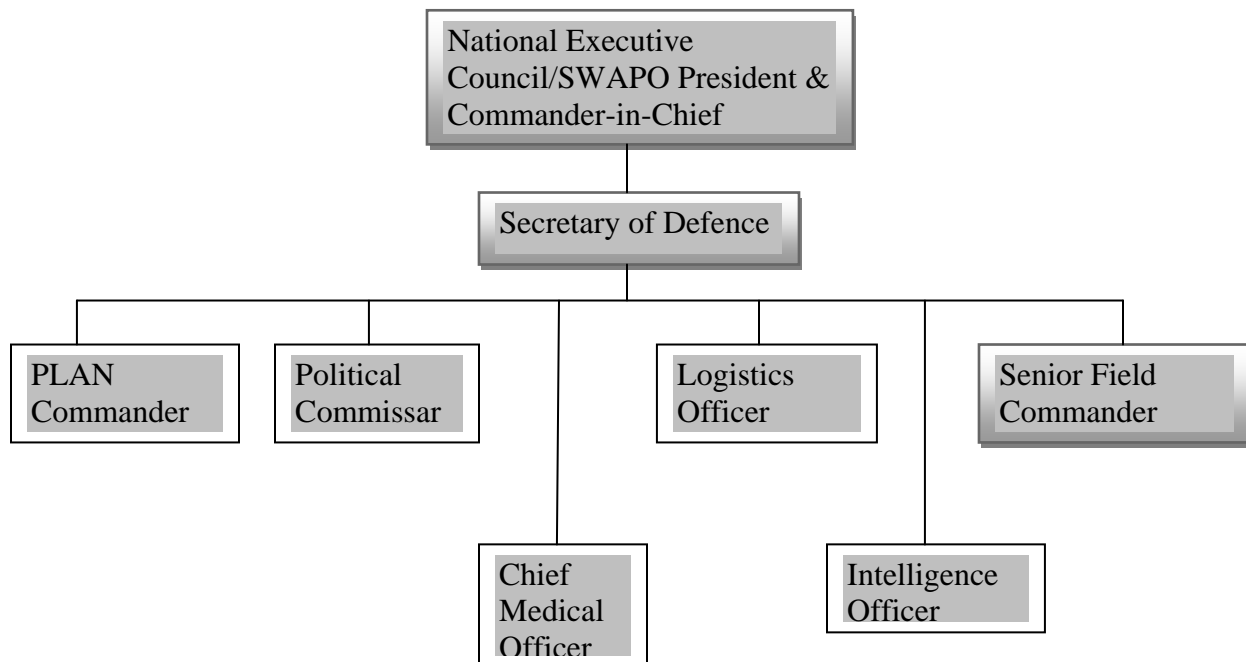 National Executive
Council/SWAPO President &
Commander-in-Chief
Secretary of Defence
PLAN
Commander
Political
Commissar
Logistics
Officer
Senior Field
Commander
Chief
Medical
Officer
Intelligence
Officer